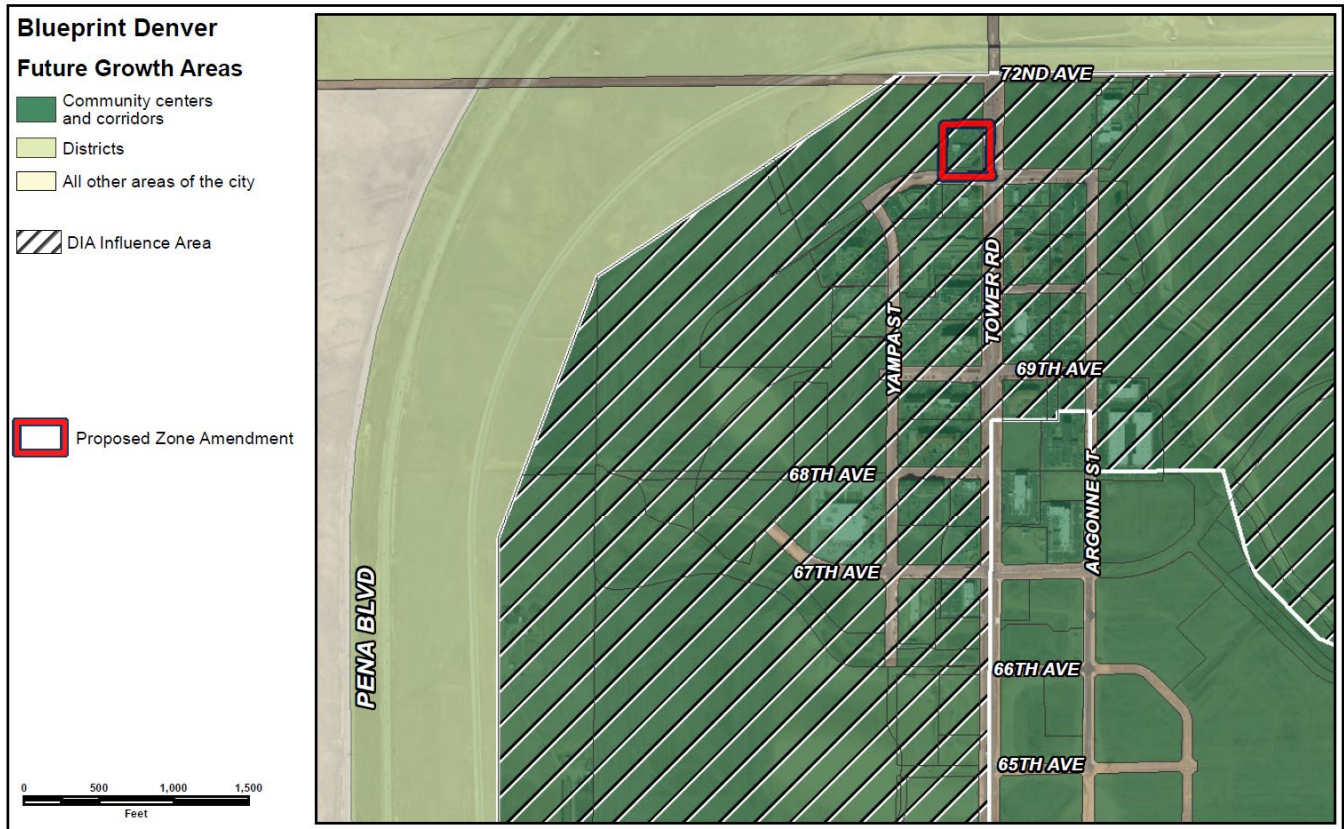 Blueprint Denver
Future Growth Areas
Community centers
and corridors
Districts
All other areas of the city
DIA Influence Area
Proposed Zone Amendment
0 500 1,000 1,500
Feet
72ND AVE
TOWER RD
YAMPA ST
69TH AVE
68TH AVE
ARGONNE ST
67TH AVE
PENA BLVD
66TH AVE
65TH AVE